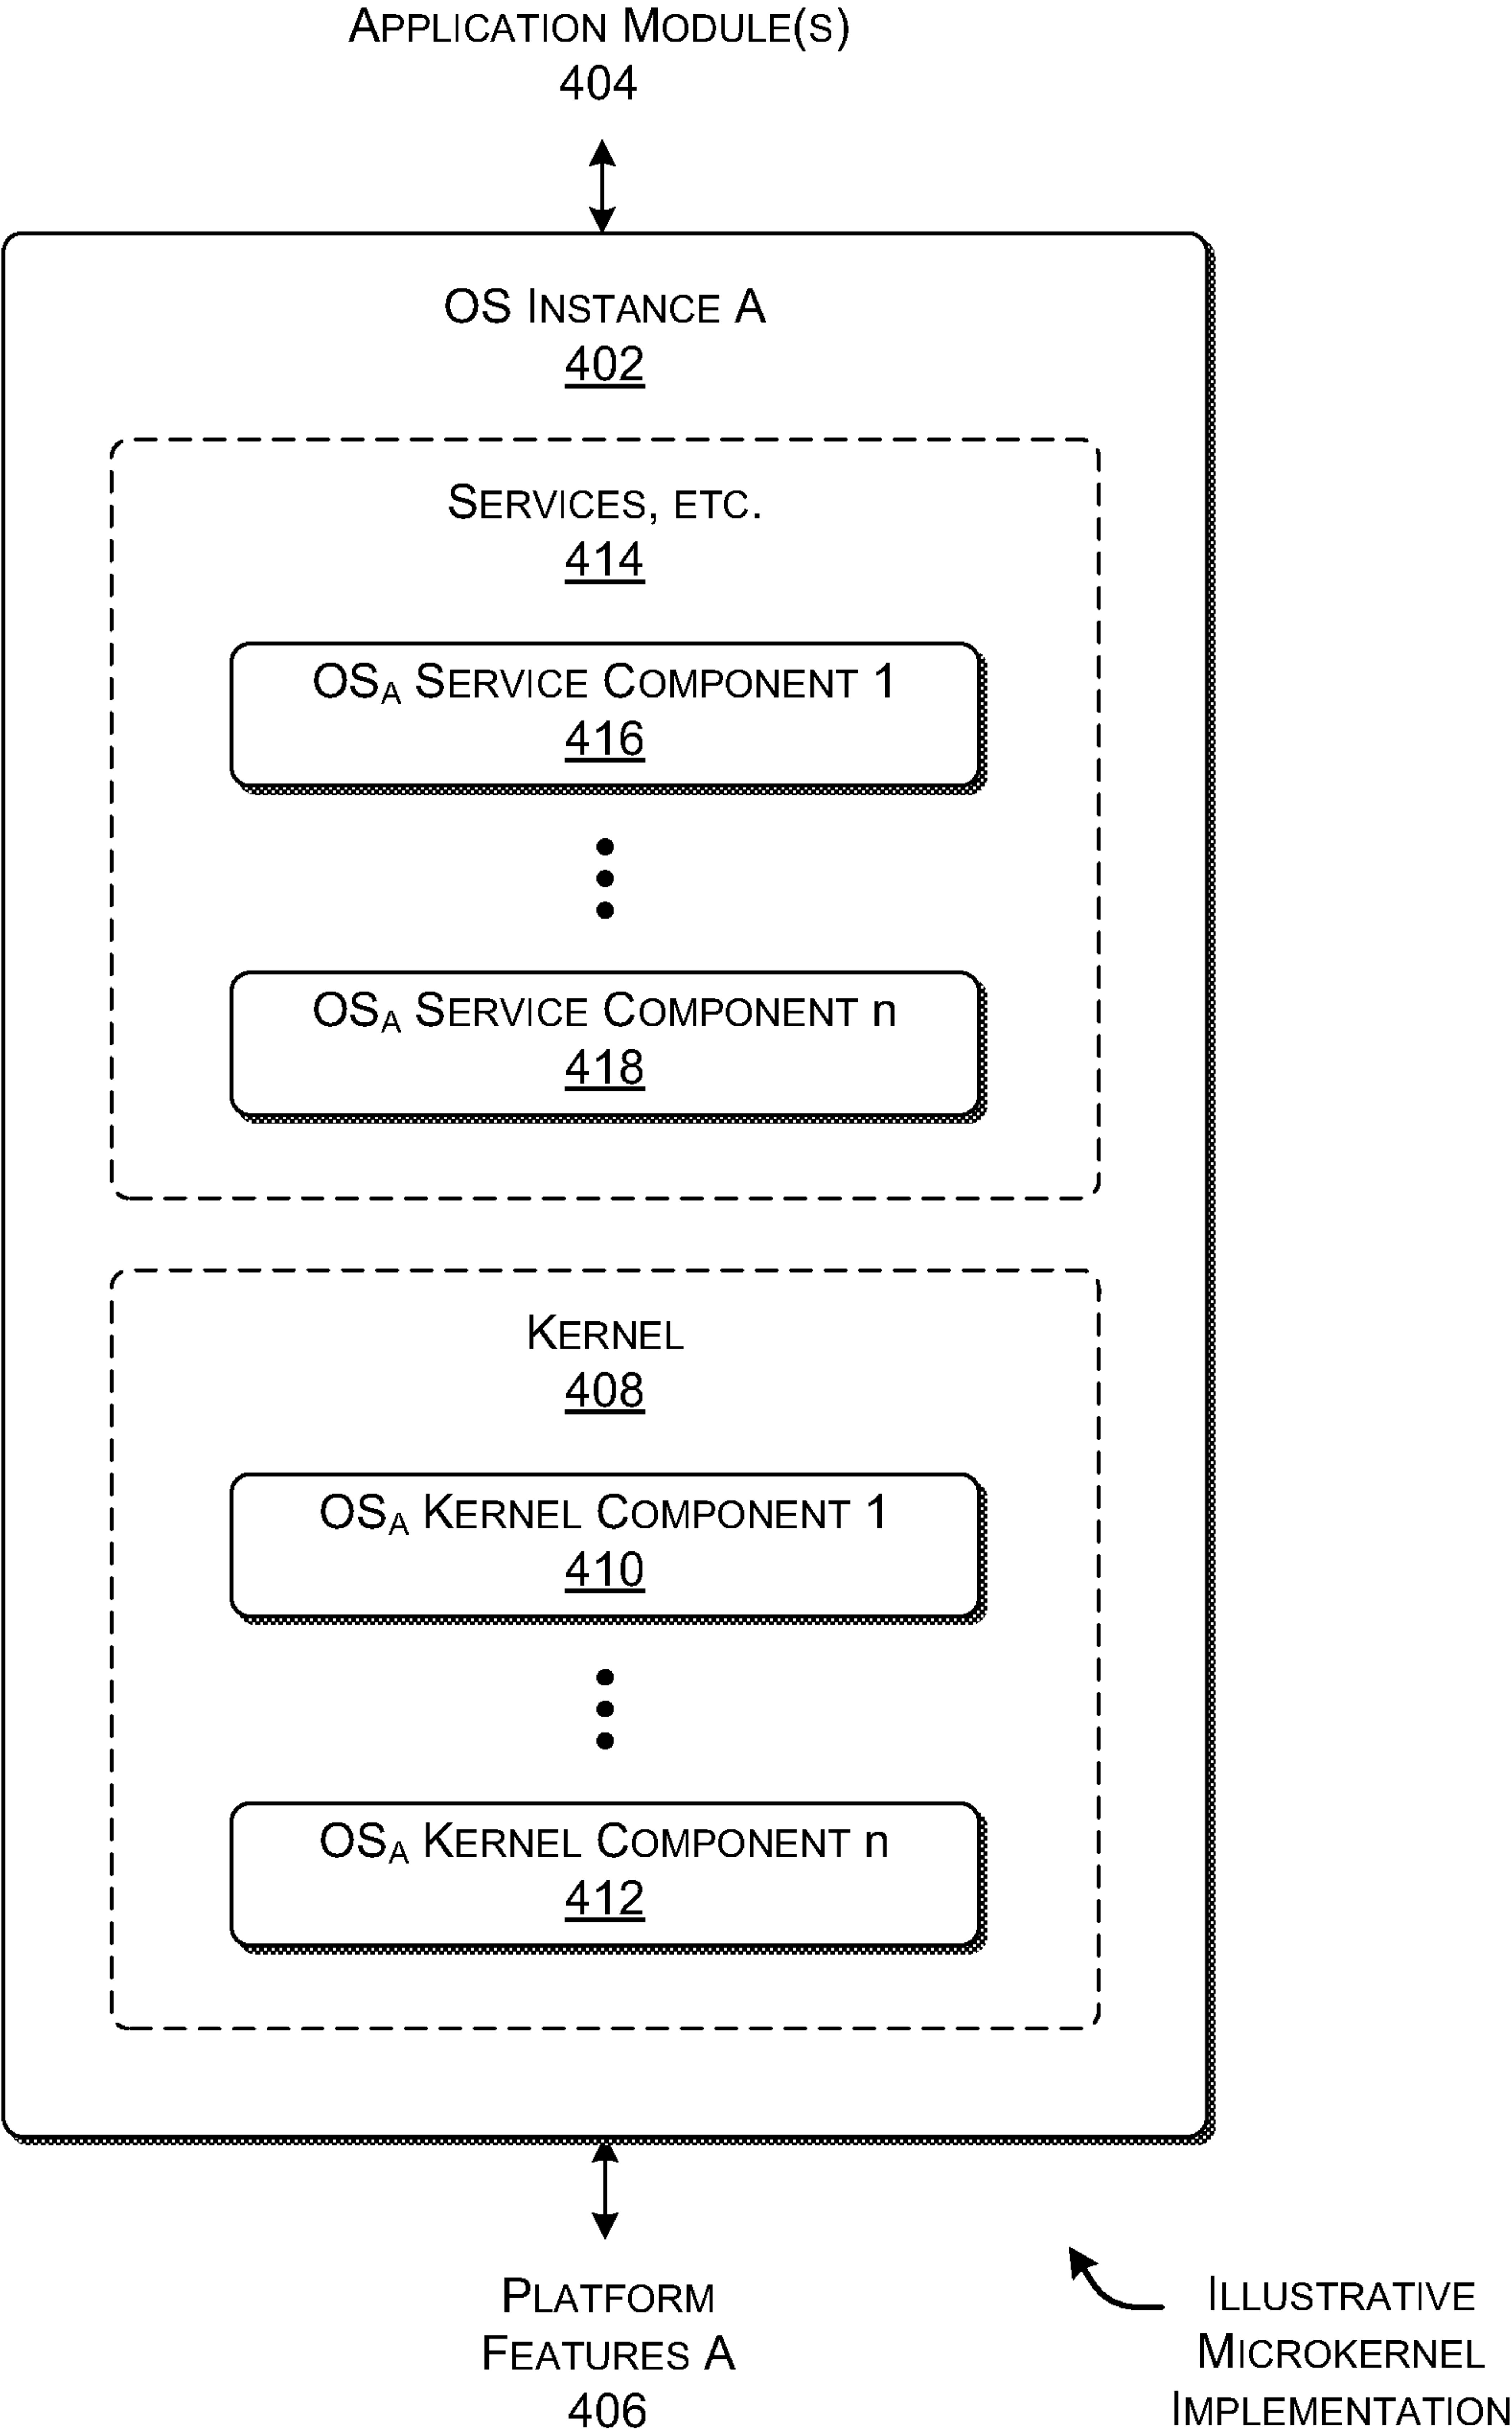 APPLICATION MODULE(S)
404
OS INSTANCE A
402
SERVICES, ETC.
414
OSA SERVICE COMPONENT 1
416
OSA SERVICE COMPONENT n
418
KERNEL
408
OSA KERNEL COMPONENT 1
410
OSA KERNEL COMPONENT n
412
PLATFORM
FEATURES A
406
ILLUSTRATIVE
MICROKERNEL
IMPLEMENTATION